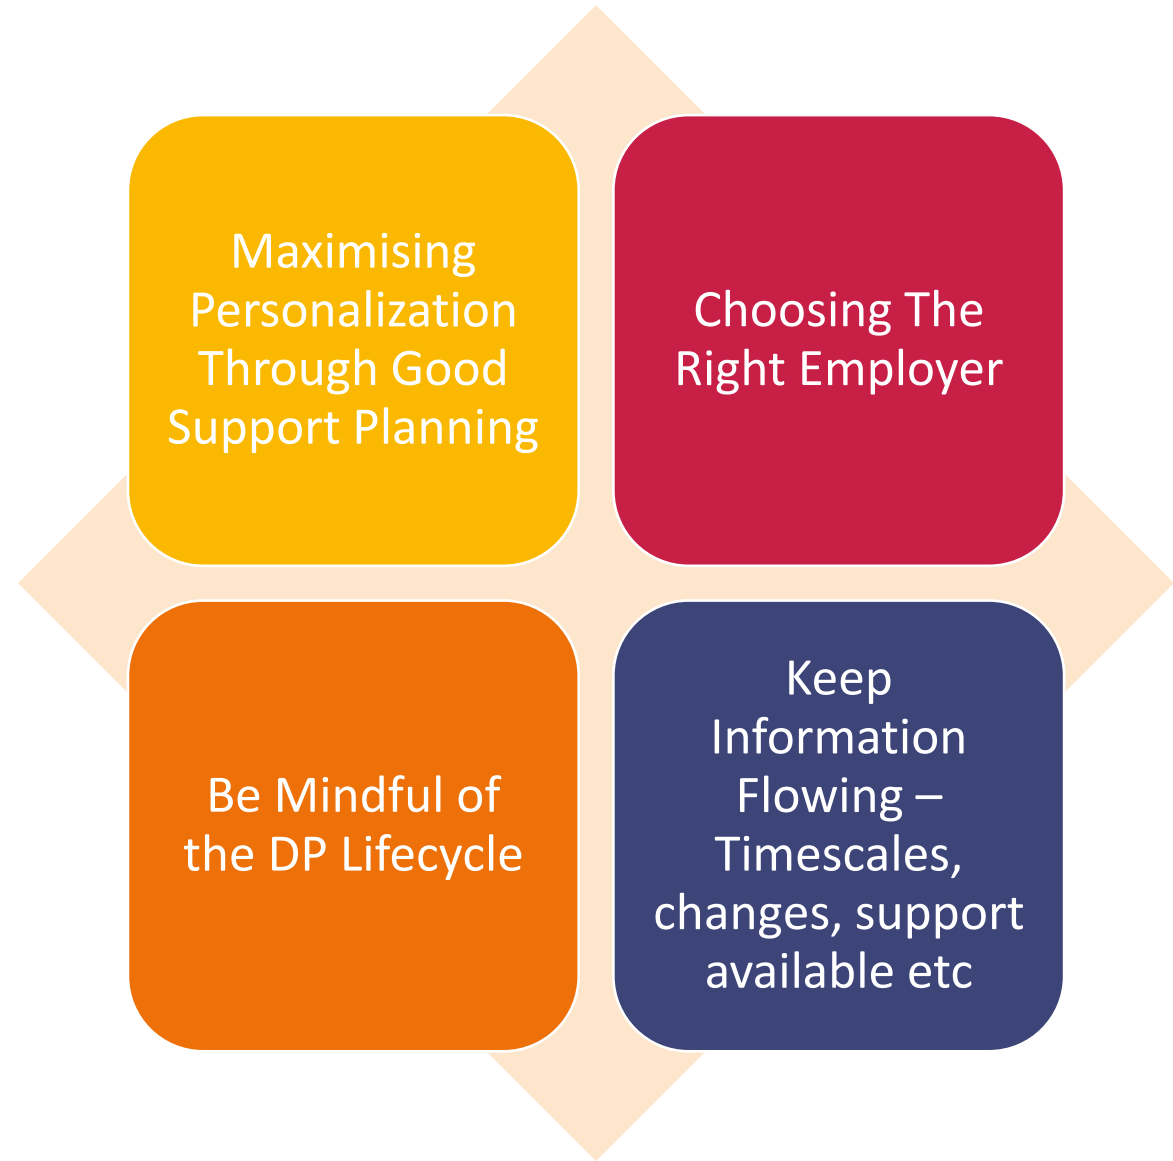 Maximising
Personalization
Through Good
Support Planning
Choosing The
Right Employer
Be Mindful of
the DP Lifecycle
Keep
Information
Flowing –
Timescales,
changes, support
available etc